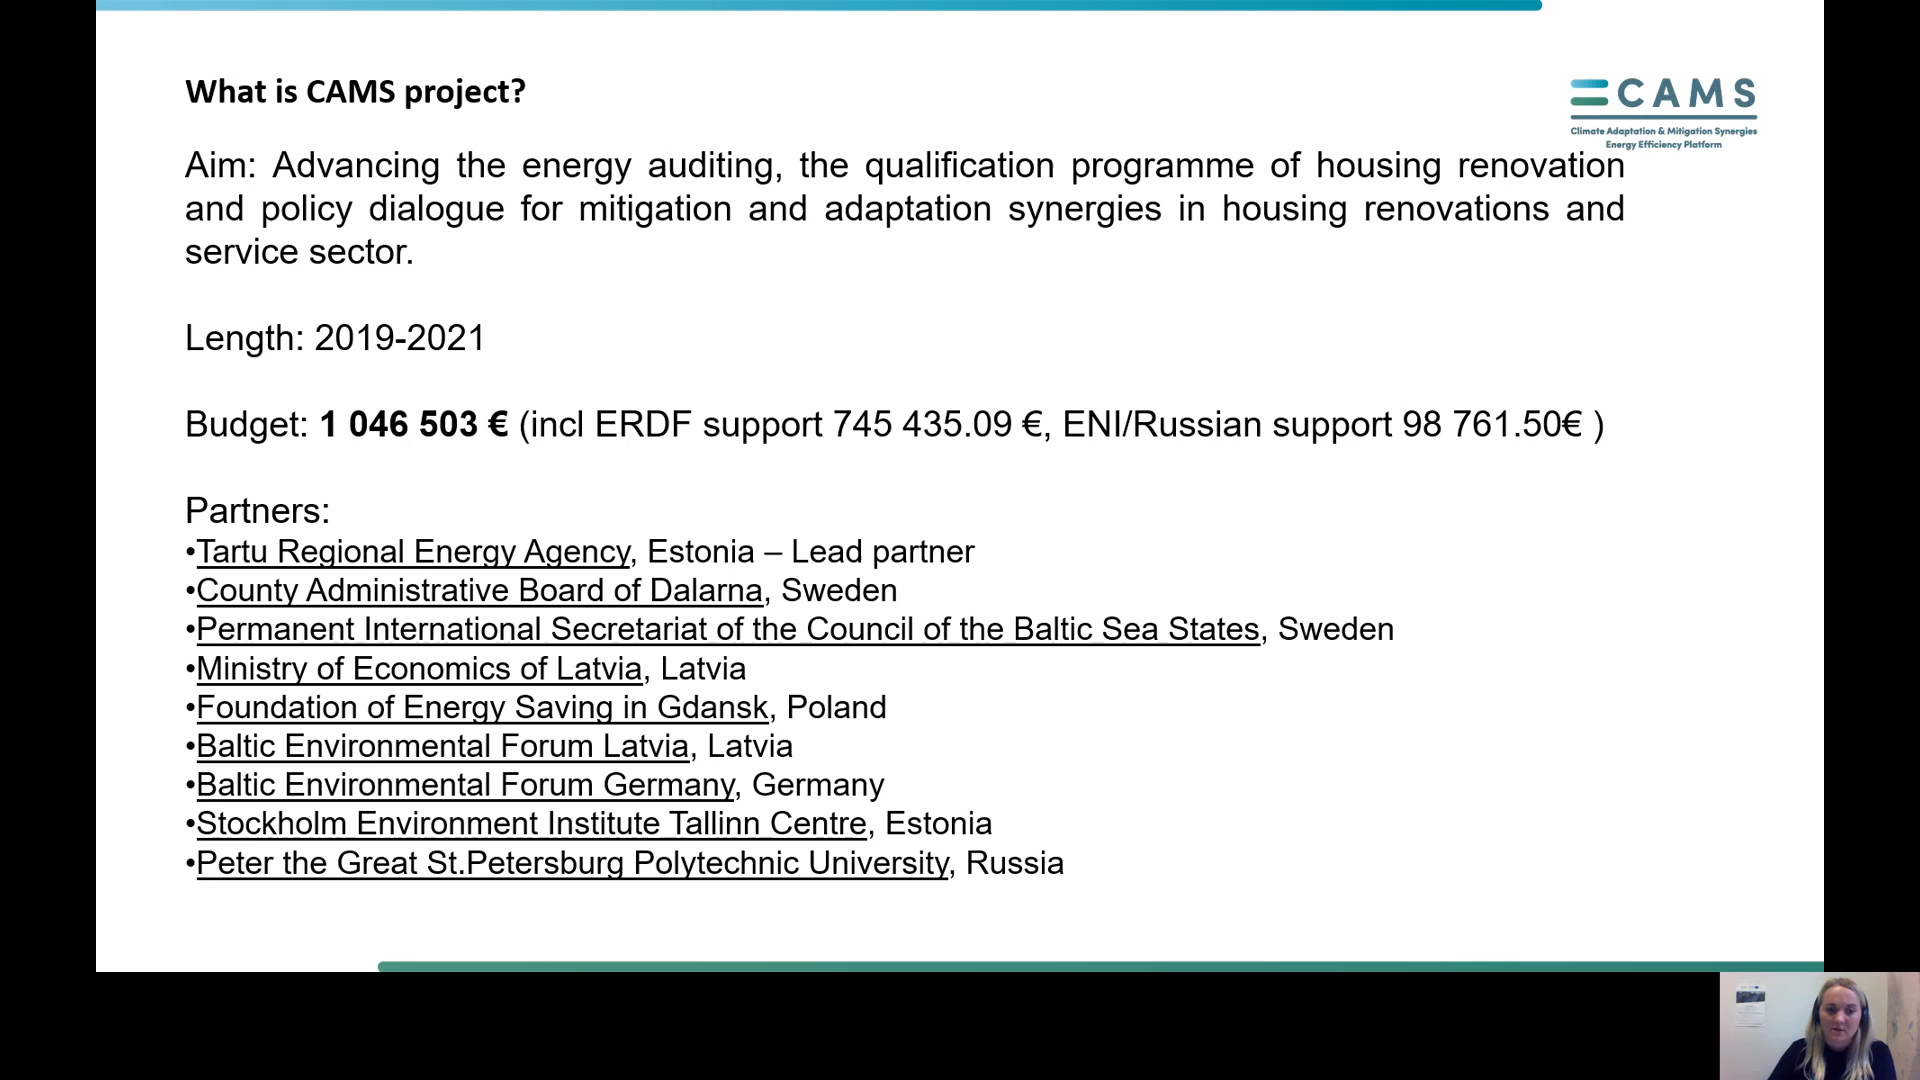 What is CAMS project?
CAMS
Climate Adaptation & Mitigation Synergies
Energy Efficiency Platform
Aim: Advancing the energy auditing, the qualification programme of housing renovation
and policy dialogue for mitigation and adaptation synergies in housing renovations and
service sector.
Length: 2019-2021
Budget: 1 046 503 € (incl ERDF support 745 435.09 €, ENI/Russian support 98 761.50€ )
Partners:
•Tartu Regional Energy Agency, Estonia – Lead partner
•County Administrative Board of Dalarna, Sweden
•Permanent International Secretariat of the Council of the Baltic Sea States, Sweden
•Ministry of Economics of Latvia, Latvia
•Foundation of Energy Saving in Gdansk, Poland
•Baltic Environmental Forum Latvia, Latvia
•Baltic Environmental Forum Germany, Germany
•Stockholm Environment Institute Tallinn Centre, Estonia
•Peter the Great St.Petersburg Polytechnic University, Russia